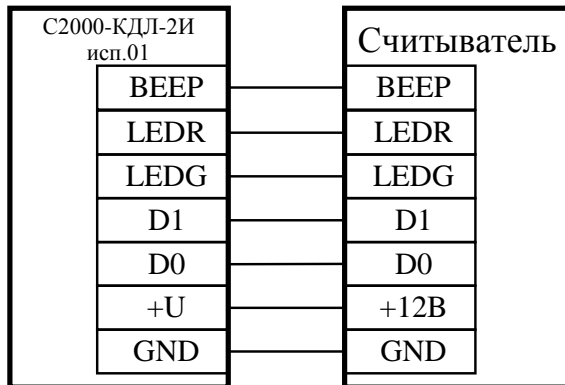 С2000-КДЛ-2И
исп.01
BEEP
LEDR
LEDG
D1
D0
+U
GND
Считыватель
BEEP
LEDR
LEDG
D1
D0
+12В
GND